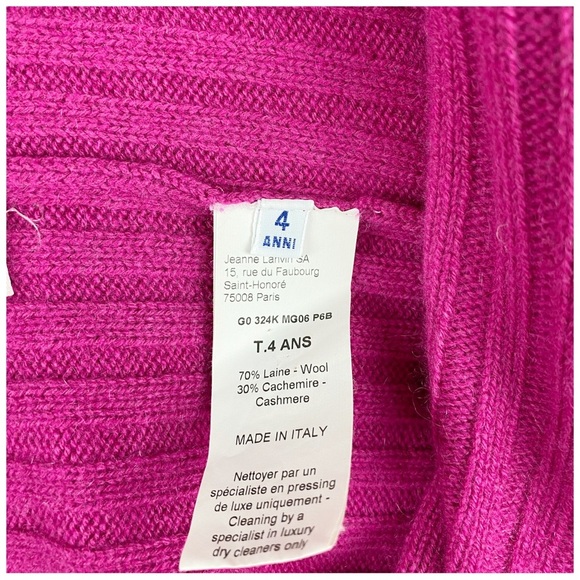 4
ANNI
Jeanne Lanvin SA
15, rue du Faubourg
Saint-Honoré
75008 Paris
G0 324K MG06 P6B
T.4 ANS
70% Laine - Wool
30% Cachemire -
Cashmere
MADE IN ITALY
Nettoyer par un
spécialiste en pressing
de luxe uniquement -
Cleaning by a
specialist in luxury
dry cleaners only